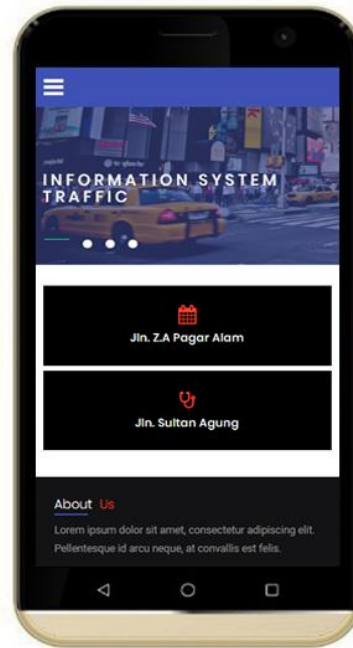 INFORMATION SYSTEM
TRAFFIC
Jln. Z.A Pagar Alam
Jln. Sultan Agung
About Us
Lorem ipsum dolor sit amet, consectetur adipiscing elit.
Pellentesque id arcu neque, at convallis est felis.